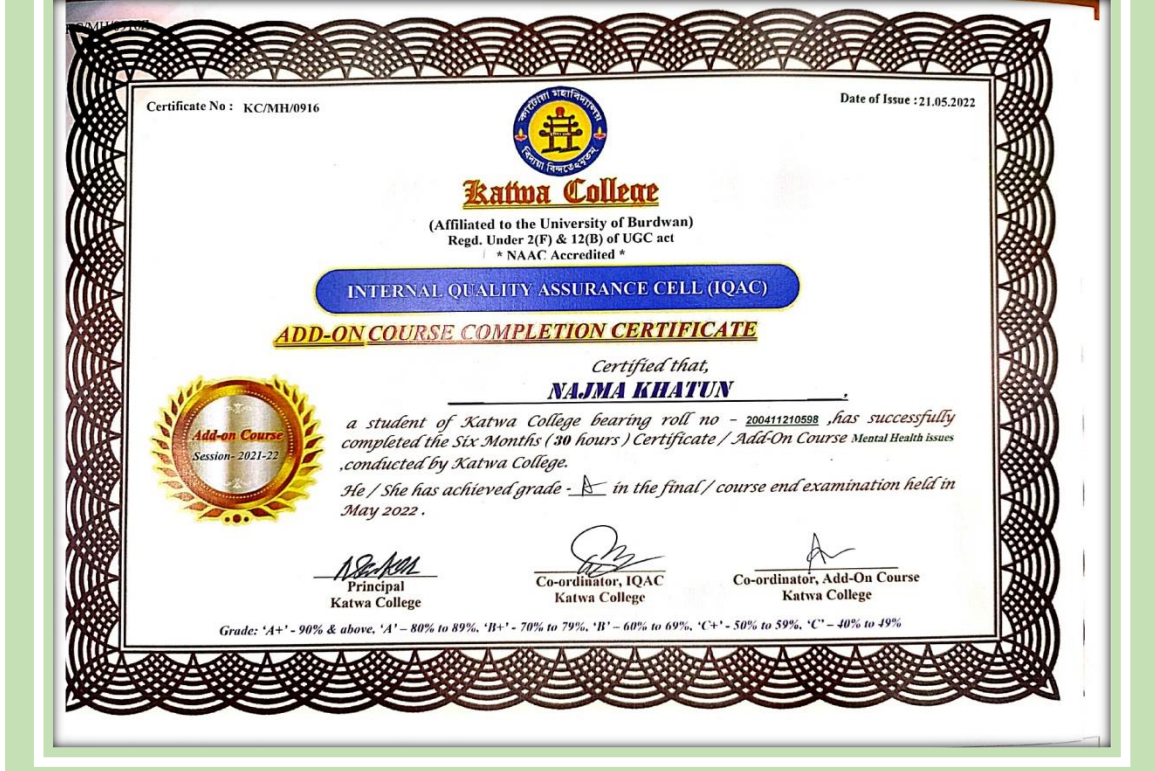 Certificate No : KC/MH/0916
Date of Issue :21.05.2022
কাটোয়া মহাবিদ্যালয়
বিদ্যয়া বিন্দতেঽমৃতম্
Katwa College
(Affiliated to the University of Burdwan)
Regd. Under 2(F) & 12(B) of UGC act
* NAAC Accredited *
INTERNAL QUALITY ASSURANCE CELL (IQAC)
ADD-ON COURSE COMPLETION CERTIFICATE
Certified that,
NAJMA KHATUN .
Add-on Course
Session- 2021-22
a student of Katwa College bearing roll no - 200411210598 ,has successfully
completed the Six Months ( 30 hours ) Certificate / Add-On Course Mental Health issues
,conducted by Katwa College.
He / She has achieved grade - A in the final / course end examination held in
May 2022 .
Principal
Katwa College
Co-ordinator, IQAC
Katwa College
Co-ordinator, Add-On Course
Katwa College
Grade: 'A+' - 90% & above, 'A' – 80% to 89%, 'B+' - 70% to 79%, 'B' – 60% to 69%, 'C+' - 50% to 59%, 'C' – 40% to 49%